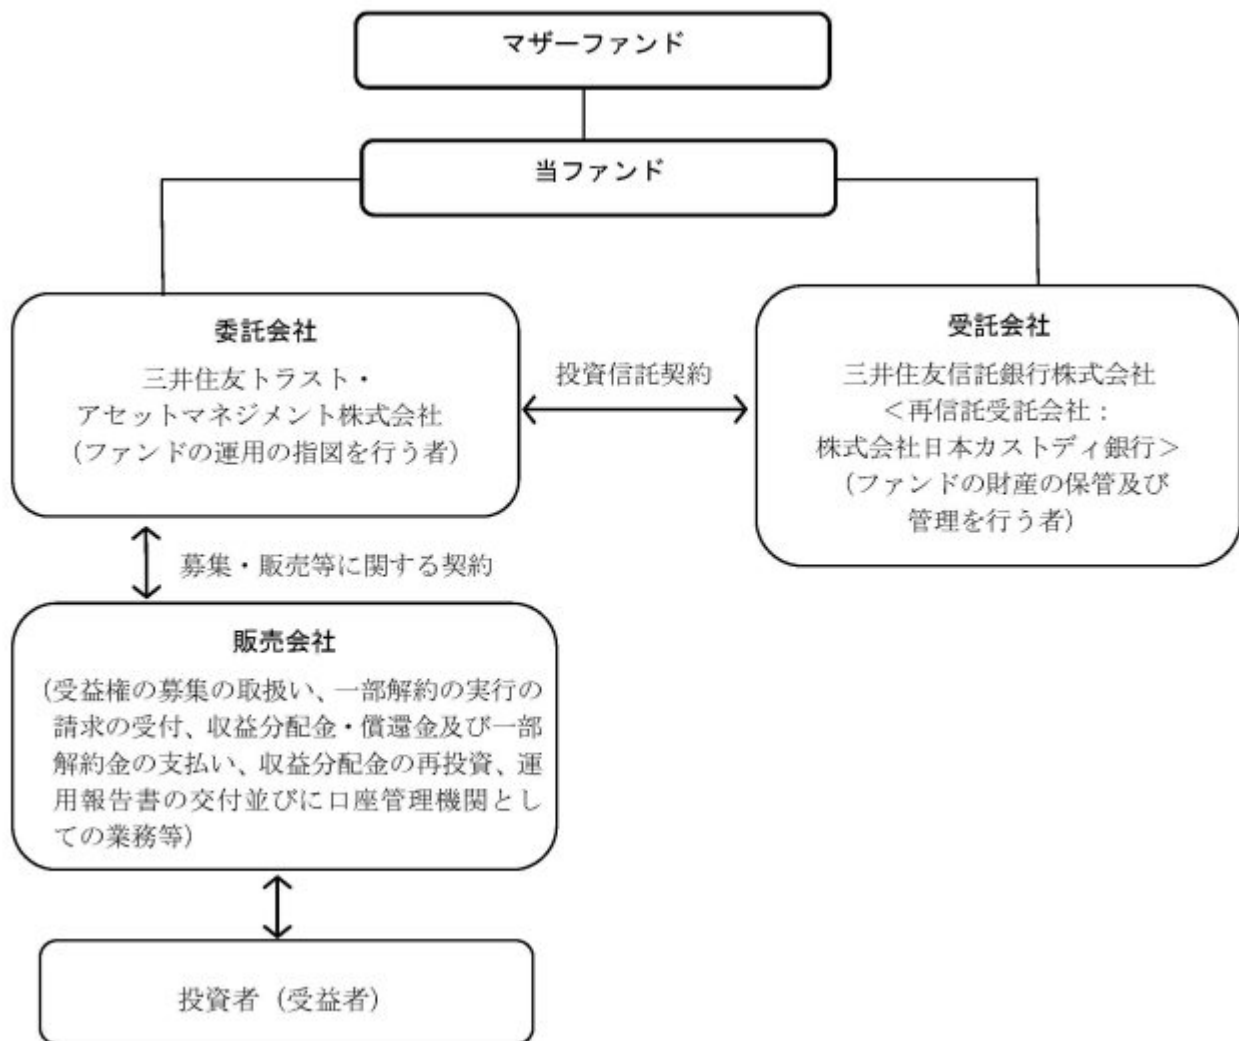 マザーファンド
当ファンド
委託会社
三井住友トラスト・
アセットマネジメント株式会社
(ファンドの運用の指図を行う者)
投資信託契約
受託会社
三井住友信託銀行株式会社
＜再信託受託会社：
株式会社日本カストディ銀行＞
(ファンドの財産の保管及び
管理を行う者)
募集・販売等に関する契約
販売会社
(受益権の募集の取扱い、一部解約の実行の
請求の受付、収益分配金・償還金及び一部
解約金の支払い、収益分配金の再投資、運
用報告書の交付並びに口座管理機関とし
ての業務等)
投資者 (受益者)